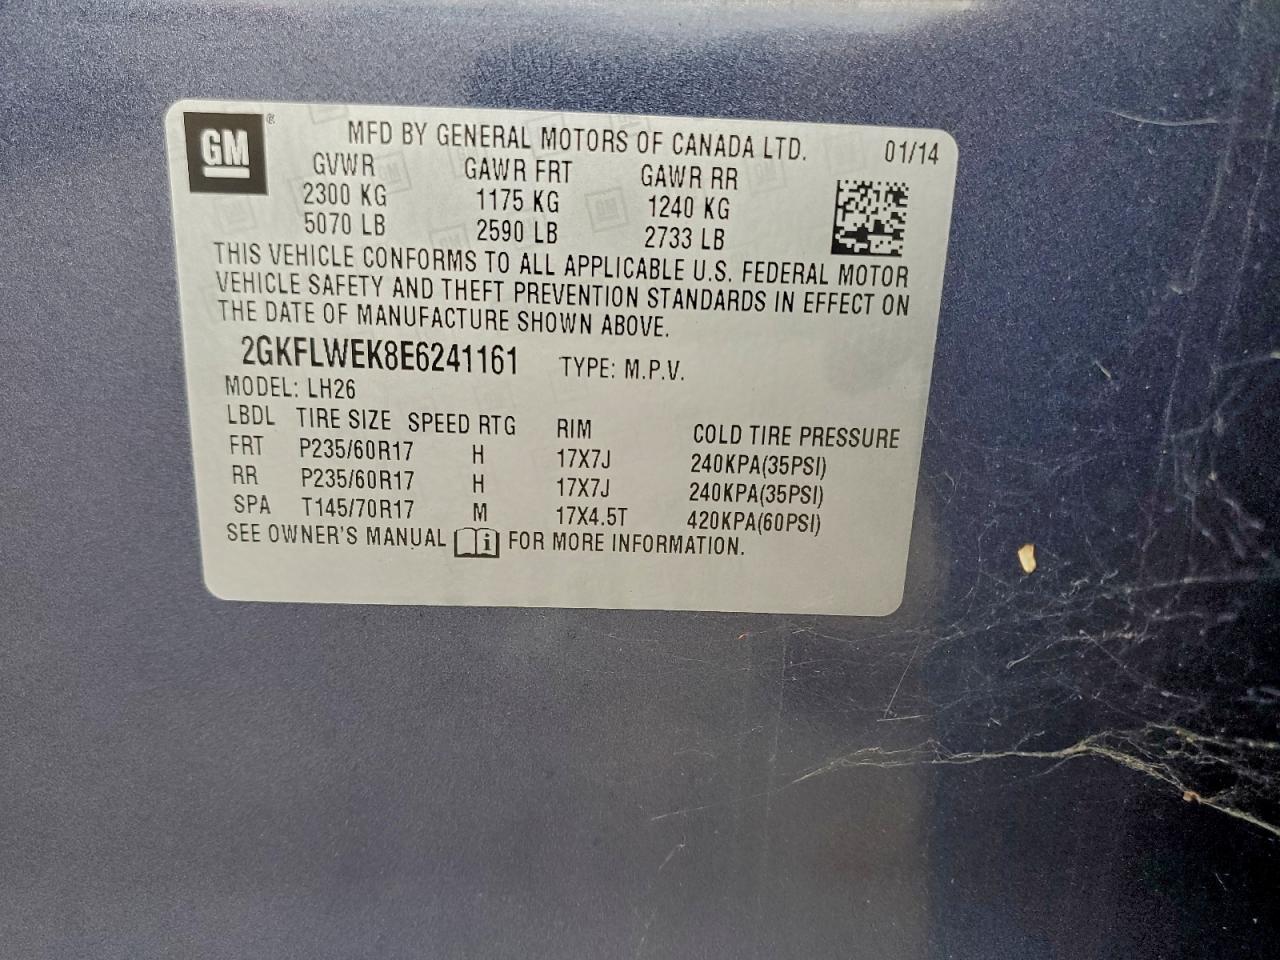 GM ®
MFD BY GENERAL MOTORS OF CANADA LTD. 01/14
GVWR GAWR FRT GAWR RR
2300 KG 1175 KG 1240 KG
5070 LB 2590 LB 2733 LB
THIS VEHICLE CONFORMS TO ALL APPLICABLE U.S. FEDERAL MOTOR
VEHICLE SAFETY AND THEFT PREVENTION STANDARDS IN EFFECT ON
THE DATE OF MANUFACTURE SHOWN ABOVE.
2GKFLWEK8E6241161 TYPE: M.P.V.
MODEL: LH26
LBDL TIRE SIZE SPEED RTG RIM COLD TIRE PRESSURE
FRT P235/60R17 H 17X7J 240KPA(35PSI)
RR P235/60R17 H 17X7J 240KPA(35PSI)
SPA T145/70R17 M 17X4.5T 420KPA(60PSI)
SEE OWNER'S MANUAL i FOR MORE INFORMATION.